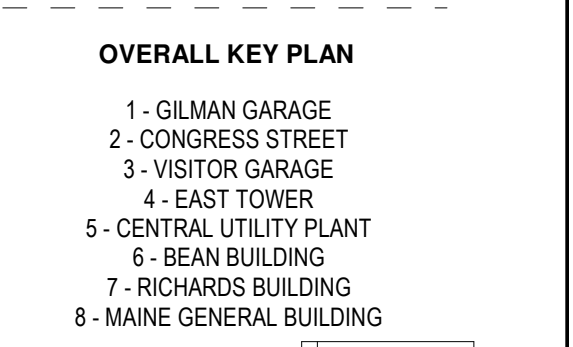 OVERALL KEY PLAN
1 - GILMAN GARAGE
2 - CONGRESS STREET
3 - VISITOR GARAGE
4 - EAST TOWER
5 - CENTRAL UTILITY PLANT
6 - BEAN BUILDING
7 - RICHARDS BUILDING
8 - MAINE GENERAL BUILDING